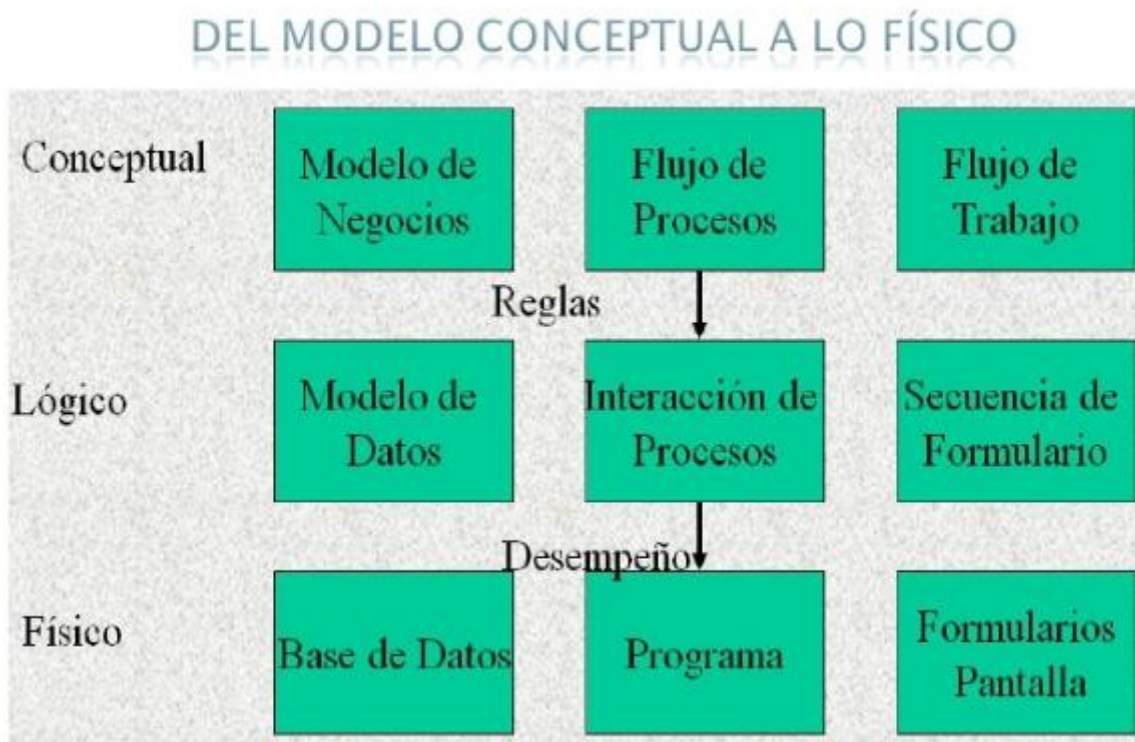 DEL MODELO CONCEPTUAL A LO FÍSICO
Conceptual
Modelo de
Negocios
Flujo de
Procesos
Flujo de
Trabajo
Reglas
Lógico
Modelo de
Datos
Interacción de
Procesos
Secuencia de
Formulario
Desempeño
Físico
Base de Datos
Programa
Formularios
Pantalla